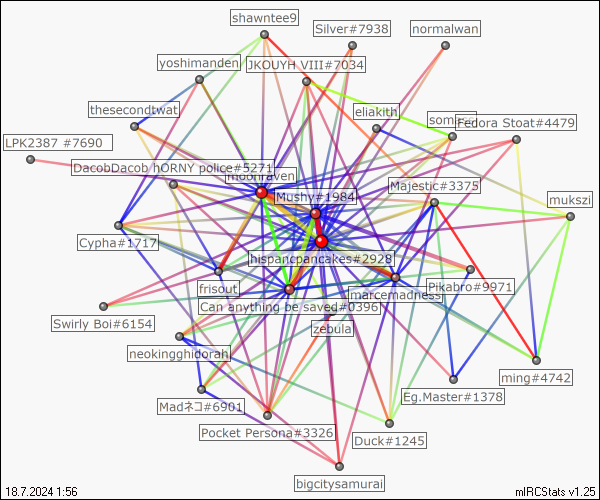 shawntee9
Silver#7938
normalwan
yoshimanden
JKOUYH VIII#7034
thesecondtwat
eliakith
Fedora Stoat#4479
LPK2387 #7690
DacobDacob hORNY police#5271
Mushy#1984
Majestic#3375
mukszi
Cypha#1717
hispancpancakes#2928
frisout
marcemadness
Pikabro#9971
Can anything be saved#0396
Swirly Boi#6154
zebula
neokingghidorah
ming#4742
Eg.Master#1378
Madネコ#6901
Pocket Persona#3326
Duck#1245
bigcitysamurai
18.7.2024 1:56
mIRCStats v1.25